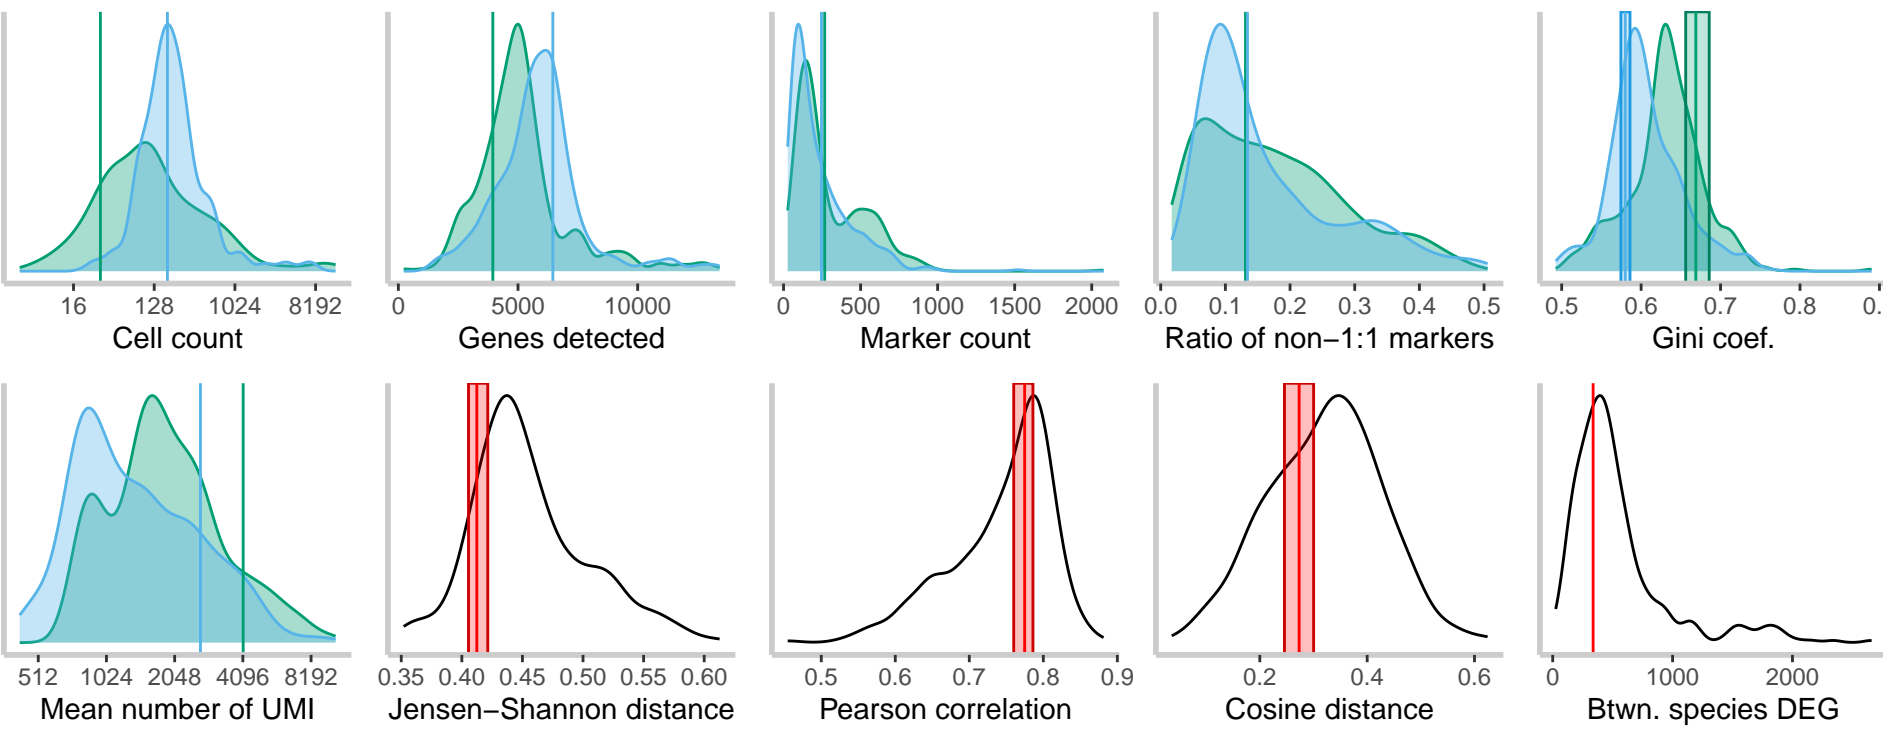 16 128 1024 8192
Cell count
0 5000 10000
Genes detected
0 500 1000 1500 2000
Marker count
0.0 0.1 0.2 0.3 0.4 0.5
Ratio of non−1:1 markers
0.5 0.6 0.7 0.8 0.
Gini coef.
512 1024 2048 4096 8192
Mean number of UMI
0.35 0.40 0.45 0.50 0.55 0.60
Jensen−Shannon distance
0.5 0.6 0.7 0.8 0.9
Pearson correlation
0.2 0.4 0.6
Cosine distance
0 1000 2000
Btwn. species DEG